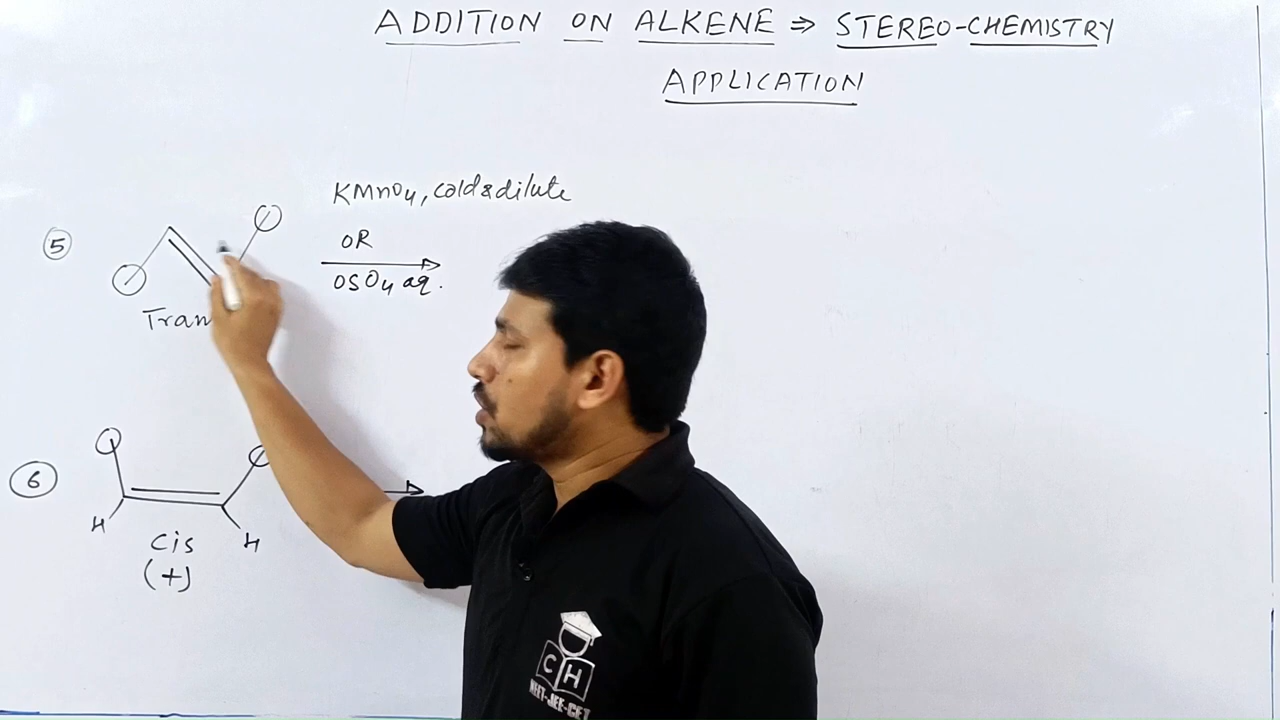 ADDITION ON ALKENE ⇒ STEREO-CHEMISTRY
APPLICATION
5
KMnO4, cold & dilute
OR
OSO4 aq.
Tran
6
H
H
Cis
(+)
C H
NEET-JEE-CET